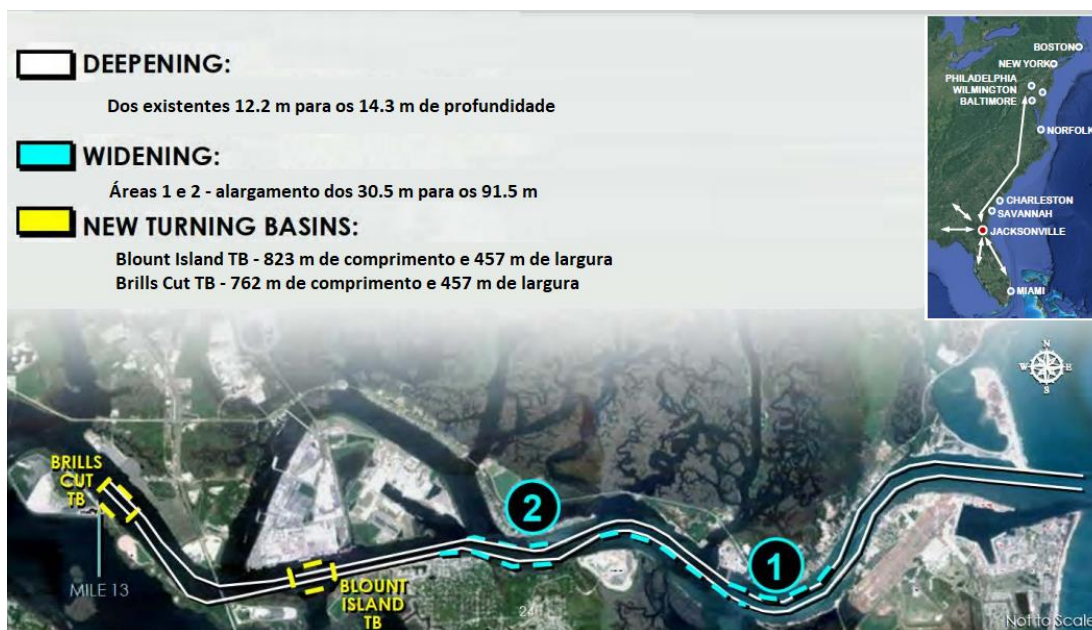 DEEPENING:
Dos existentes 12.2 m para os 14.3 m de profundidade
WIDENING:
Áreas 1 e 2 - alargamento dos 30.5 m para os 91.5 m
NEW TURNING BASINS:
Blount Island TB - 823 m de comprimento e 457 m de largura
Brills Cut TB - 762 m de comprimento e 457 m de largura
BOSTON
NEW YORK
PHILADELPHIA
WILMINGTON
BALTIMORE
NORFOLK
CHARLESTON
SAVANNAH
JACKSONVILLE
MIAMI
N
W E
S
BRILLS
CUT
TB
MILE 13
BLOUNT
ISLAND
TB
2
1
24
Not to Scale